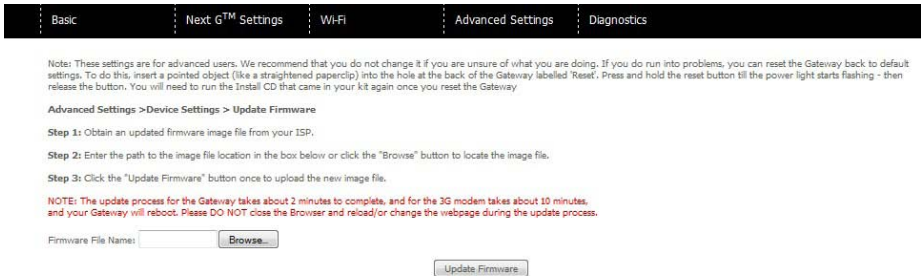 Basic Next G™ Settings Wi-Fi Advanced Settings Diagnostics
Note: These settings are for advanced users. We recommend that you do not change it if you are unsure of what you are doing. If you do run into problems, you can reset the Gateway back to default
settings. To do this, insert a pointed object (like a straightened paperclip) into the hole at the back of the Gateway labelled 'Reset'. Press and hold the reset button till the power light starts flashing - then
release the button. You will need to run the Install CD that came in your kit again once you reset the Gateway
Advanced Settings >Device Settings > Update Firmware
Step 1: Obtain an updated firmware image file from your ISP.
Step 2: Enter the path to the image file location in the box below or click the "Browse" button to locate the image file.
Step 3: Click the "Update Firmware" button once to upload the new image file.
NOTE: The update process for the Gateway takes about 2 minutes to complete, and for the 3G modem takes about 10 minutes,
and your Gateway will reboot. Please DO NOT close the Browser and reload/or change the webpage during the update process.
Firmware File Name: Browse...
Update Firmware